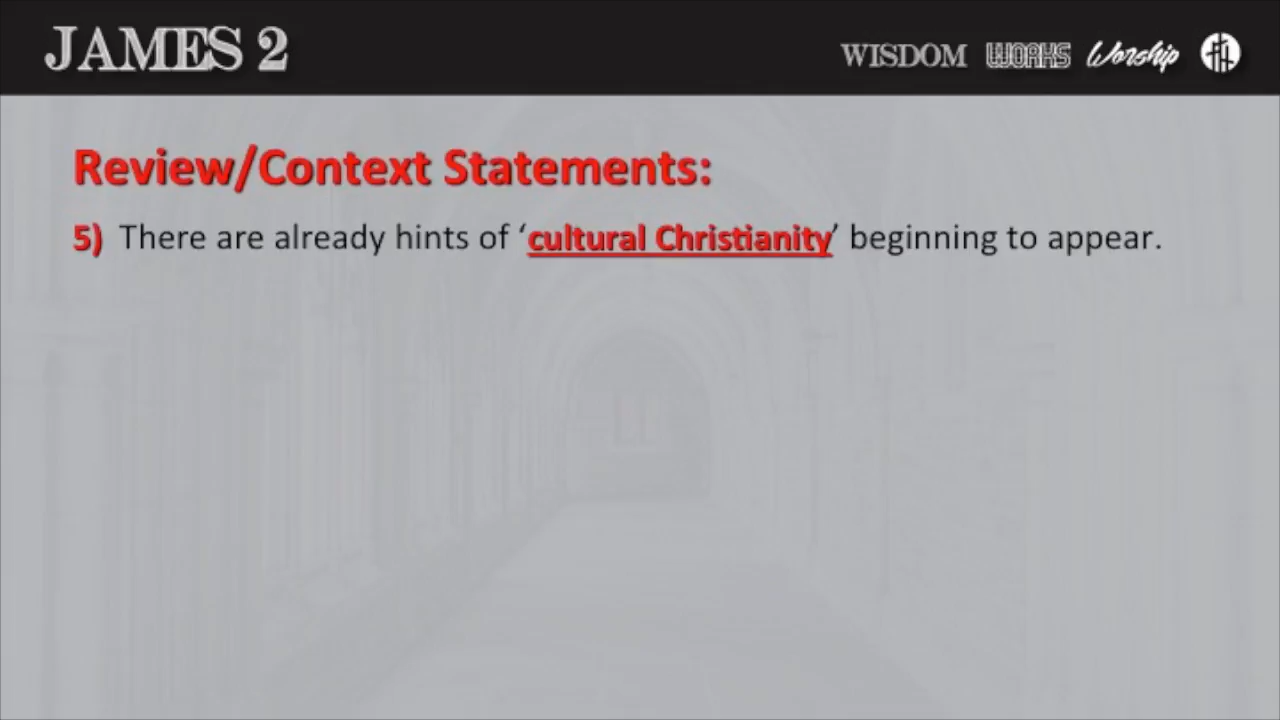 JAMES 2
WISDOM WORKS Worship
Review/Context Statements:
5) There are already hints of ‘cultural Christianity’ beginning to appear.